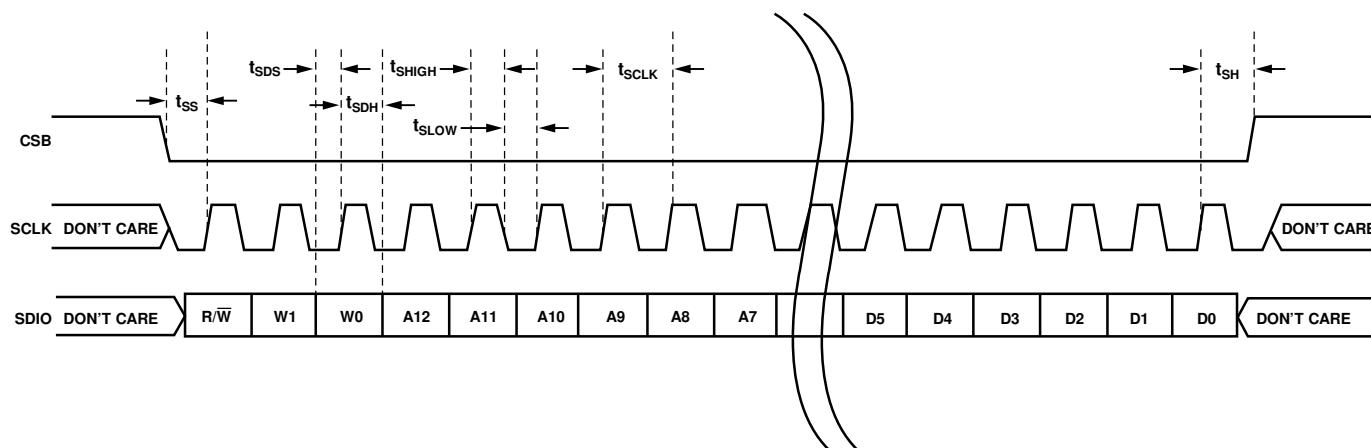 tSDS tSHIGH tSCLK tSH
tSS tSDH
tSLOW
CSB
SCLK DON'T CARE DON'T CARE
SDIO DON'T CARE R/W̅ W1 W0 A12 A11 A10 A9 A8 A7 D5 D4 D3 D2 D1 D0 DON'T CARE